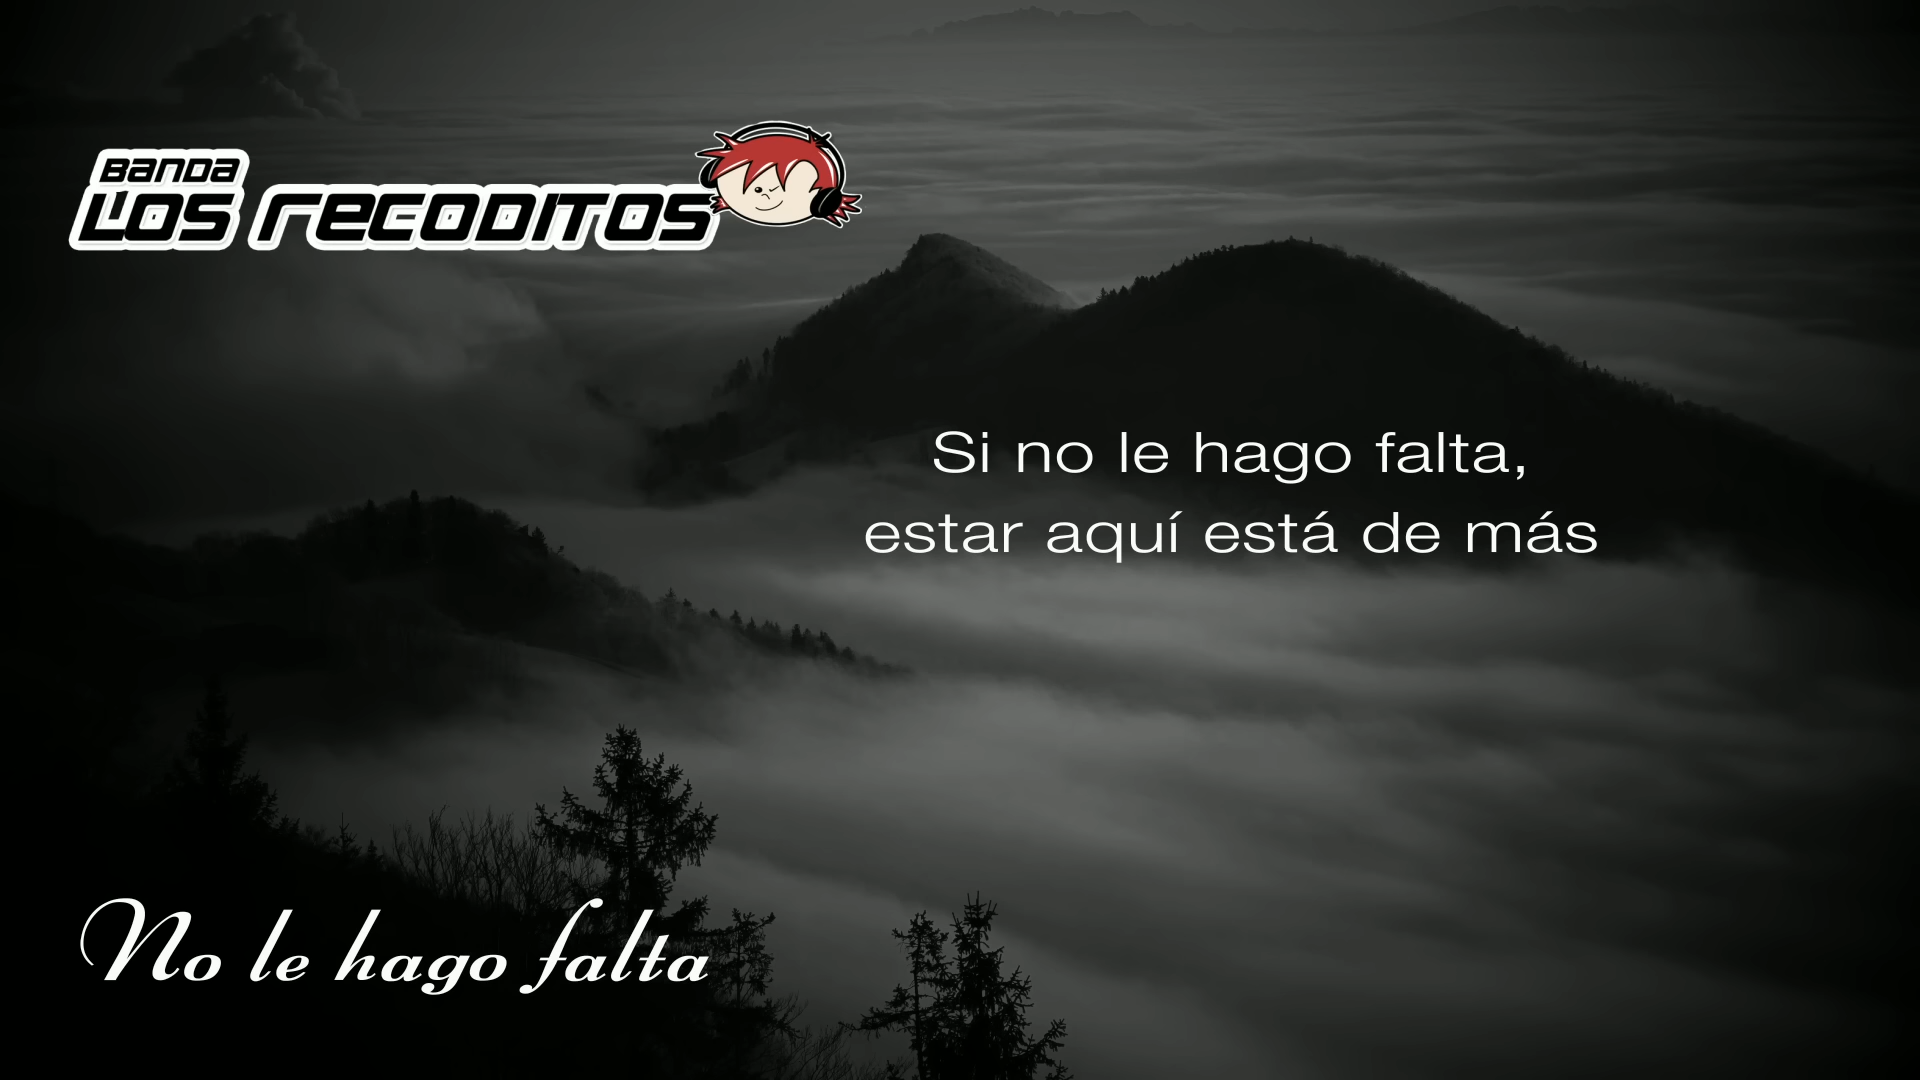 BANDA
LOS RECODITOS
Si no le hago falta,
estar aquí está de más
No le hago falta